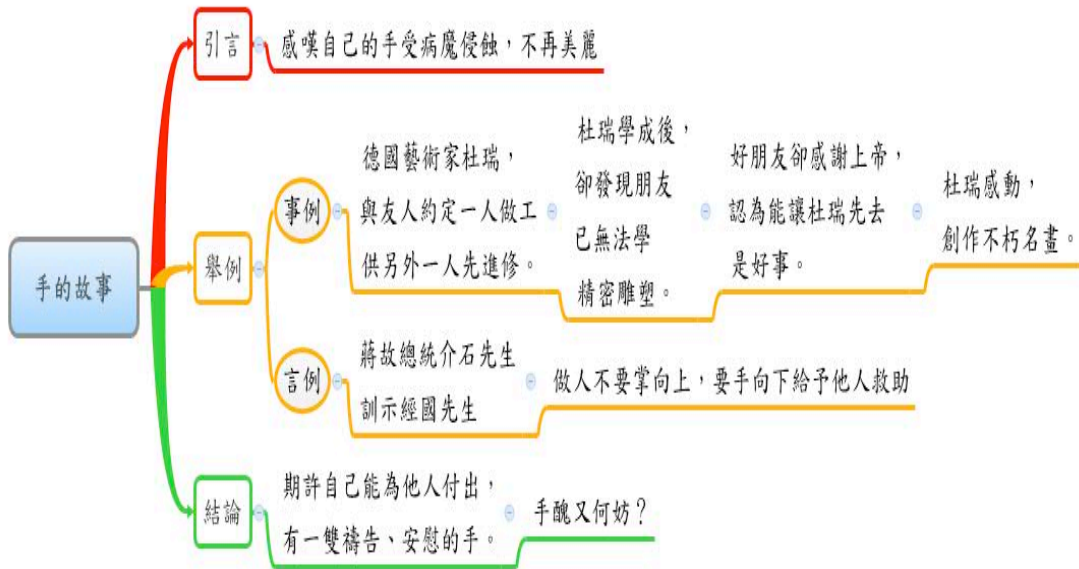 手的故事
引言
感嘆自己的手受病魔侵蝕，不再美麗
舉例
事例
德國藝術家杜瑞，
與友人約定一人做工
供另外一人先進修。
杜瑞學成後，
卻發現朋友
已無法學
精密雕塑。
好朋友卻感謝上帝，
認為能讓杜瑞先去
是好事。
杜瑞感動，
創作不朽名畫。
言例
蔣故總統介石先生
訓示經國先生
做人不要掌向上，要手向下給予他人救助
結論
期許自己能為他人付出，
有一雙禱告、安慰的手。
手醜又何妨？